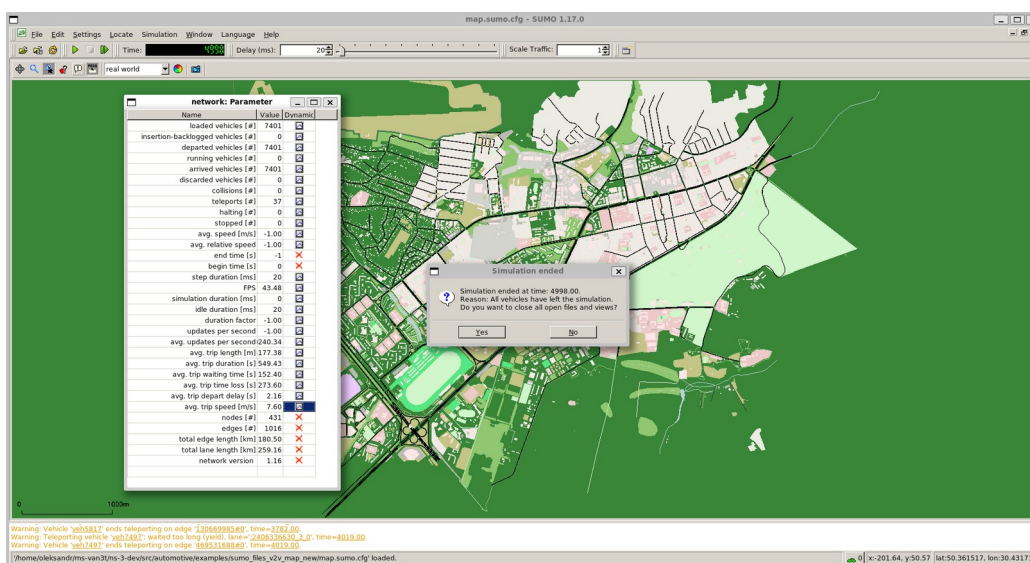 map.sumo.cfg - SUMO 1.17.0
File Edit Settings Locate Simulation Window Language Help
Time: 4998 Delay (ms): 20 Scale Traffic: 1
real world
network: Parameter
Name Value Dynamic
loaded vehicles [#] 7401
insertion-backlogged vehicles [#] 0
departed vehicles [#] 7401
running vehicles [#] 0
arrived vehicles [#] 7401
discarded vehicles [#] 0
collisions [#] 0
teleports [#] 37
halting [#] 0
stopped [#] 0
avg. speed [m/s] -1.00
avg. relative speed -1.00
end time [s] -1
begin time [s] 0
step duration [ms] 20
FPS 43.48
simulation duration [ms] 0
idle duration [ms] 20
duration factor -1.00
updates per second -1.00
avg. updates per second 240.34
avg. trip length [m] 177.38
avg. trip duration [s] 549.43
avg. trip waiting time [s] 152.40
avg. trip time loss [s] 273.60
avg. trip depart delay [s] 2.16
avg. trip speed [m/s] 7.60
nodes [#] 431
edges [#] 1016
total edge length [km] 180.50
total lane length [km] 259.16
network version 1.16
Simulation ended
Simulation ended at time: 4998.00.
Reason: All vehicles have left the simulation.
Do you want to close all open files and views?
Yes No
0 1000m
Warning: Vehicle 'veh5817' ends teleporting on edge '130669985#0', time=3782.00.
Warning: Teleporting vehicle 'veh7497'; waited too long (yield), lane=':2406336630_3_0', time=4019.00.
Warning: Vehicle 'veh7497' ends teleporting on edge '469531688#0', time=4019.00.
'/home/oleksandr/ms-van3t/ns-3-dev/src/automotive/examples/sumo_files_v2v_map_new/map.sumo.cfg' loaded. 0 x:-201.64, y:50.57 lat:50.361517, lon:30.4317